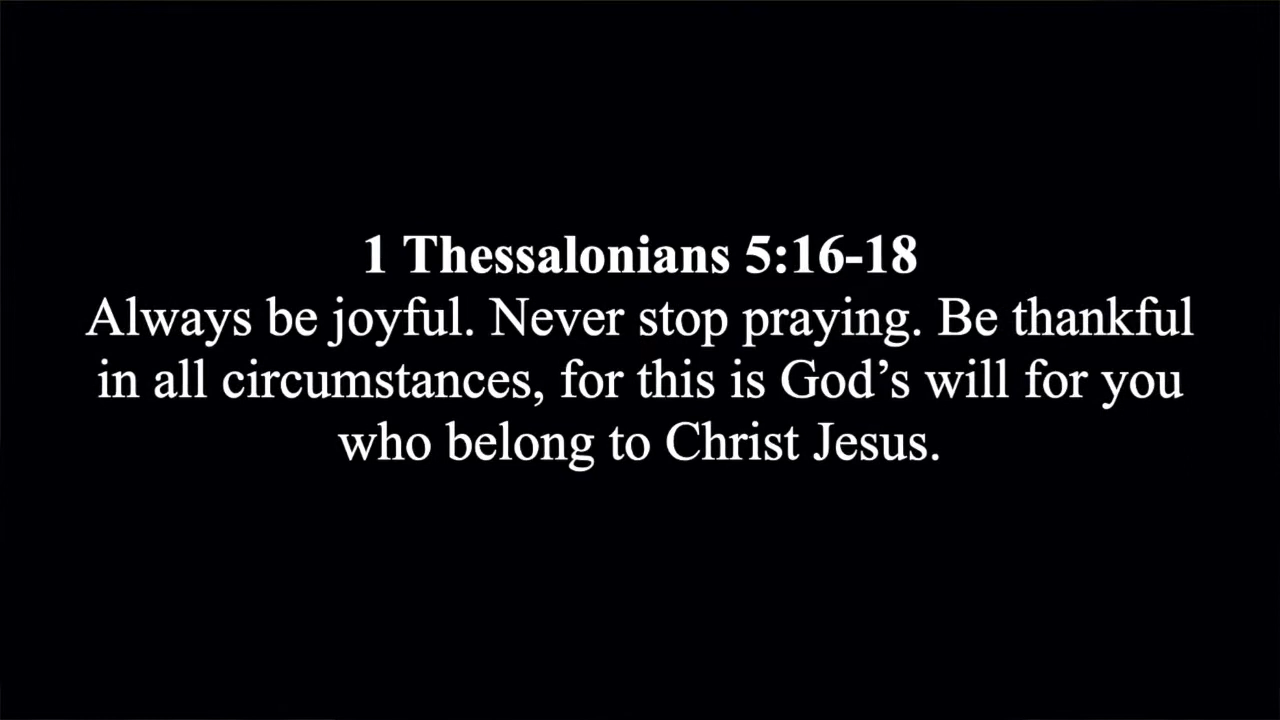 1 Thessalonians 5:16-18
Always be joyful. Never stop praying. Be thankful
in all circumstances, for this is God’s will for you
who belong to Christ Jesus.